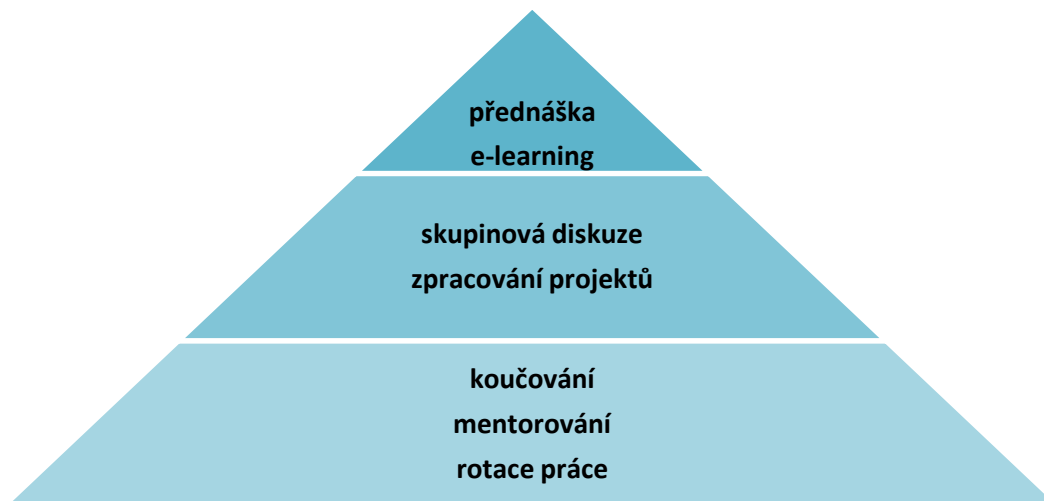 přednáška
e-learning
skupinová diskuze
zpracování projektů
koučování
mentorování
rotace práce